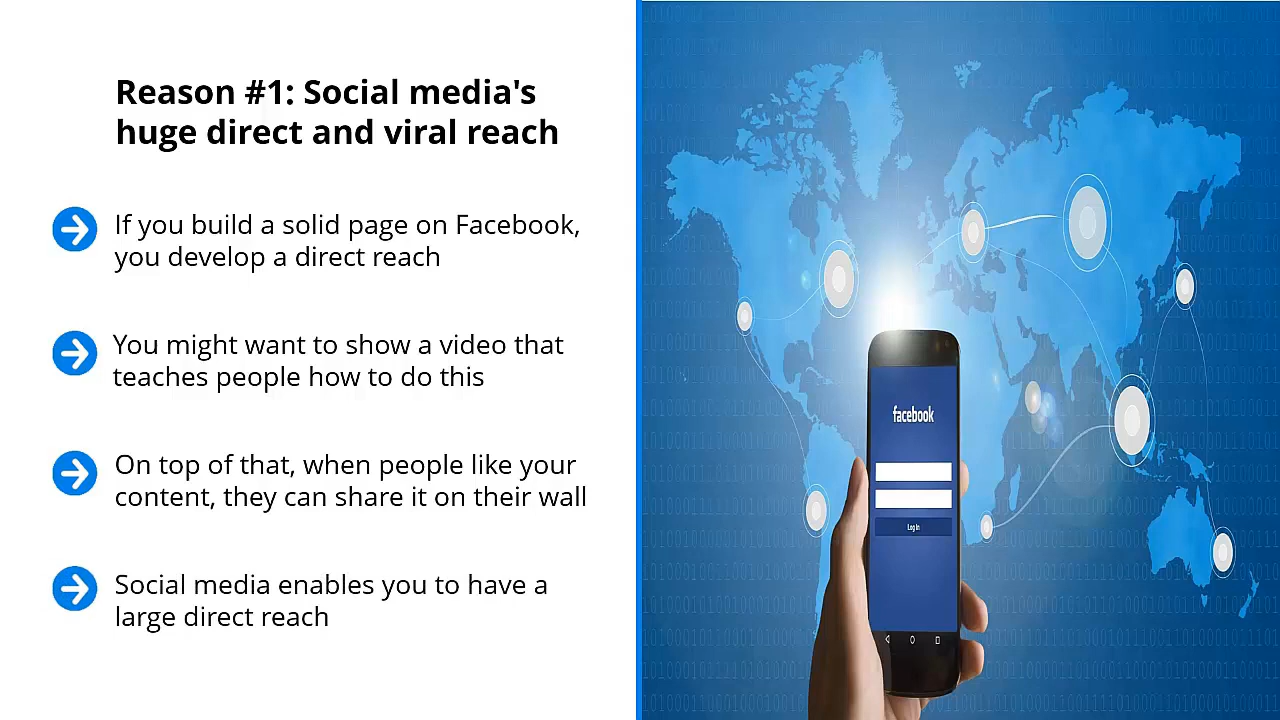 Reason #1: Social media's
huge direct and viral reach
If you build a solid page on Facebook,
you develop a direct reach
You might want to show a video that
teaches people how to do this
On top of that, when people like your
content, they can share it on their wall
Social media enables you to have a
large direct reach
facebook
Log In